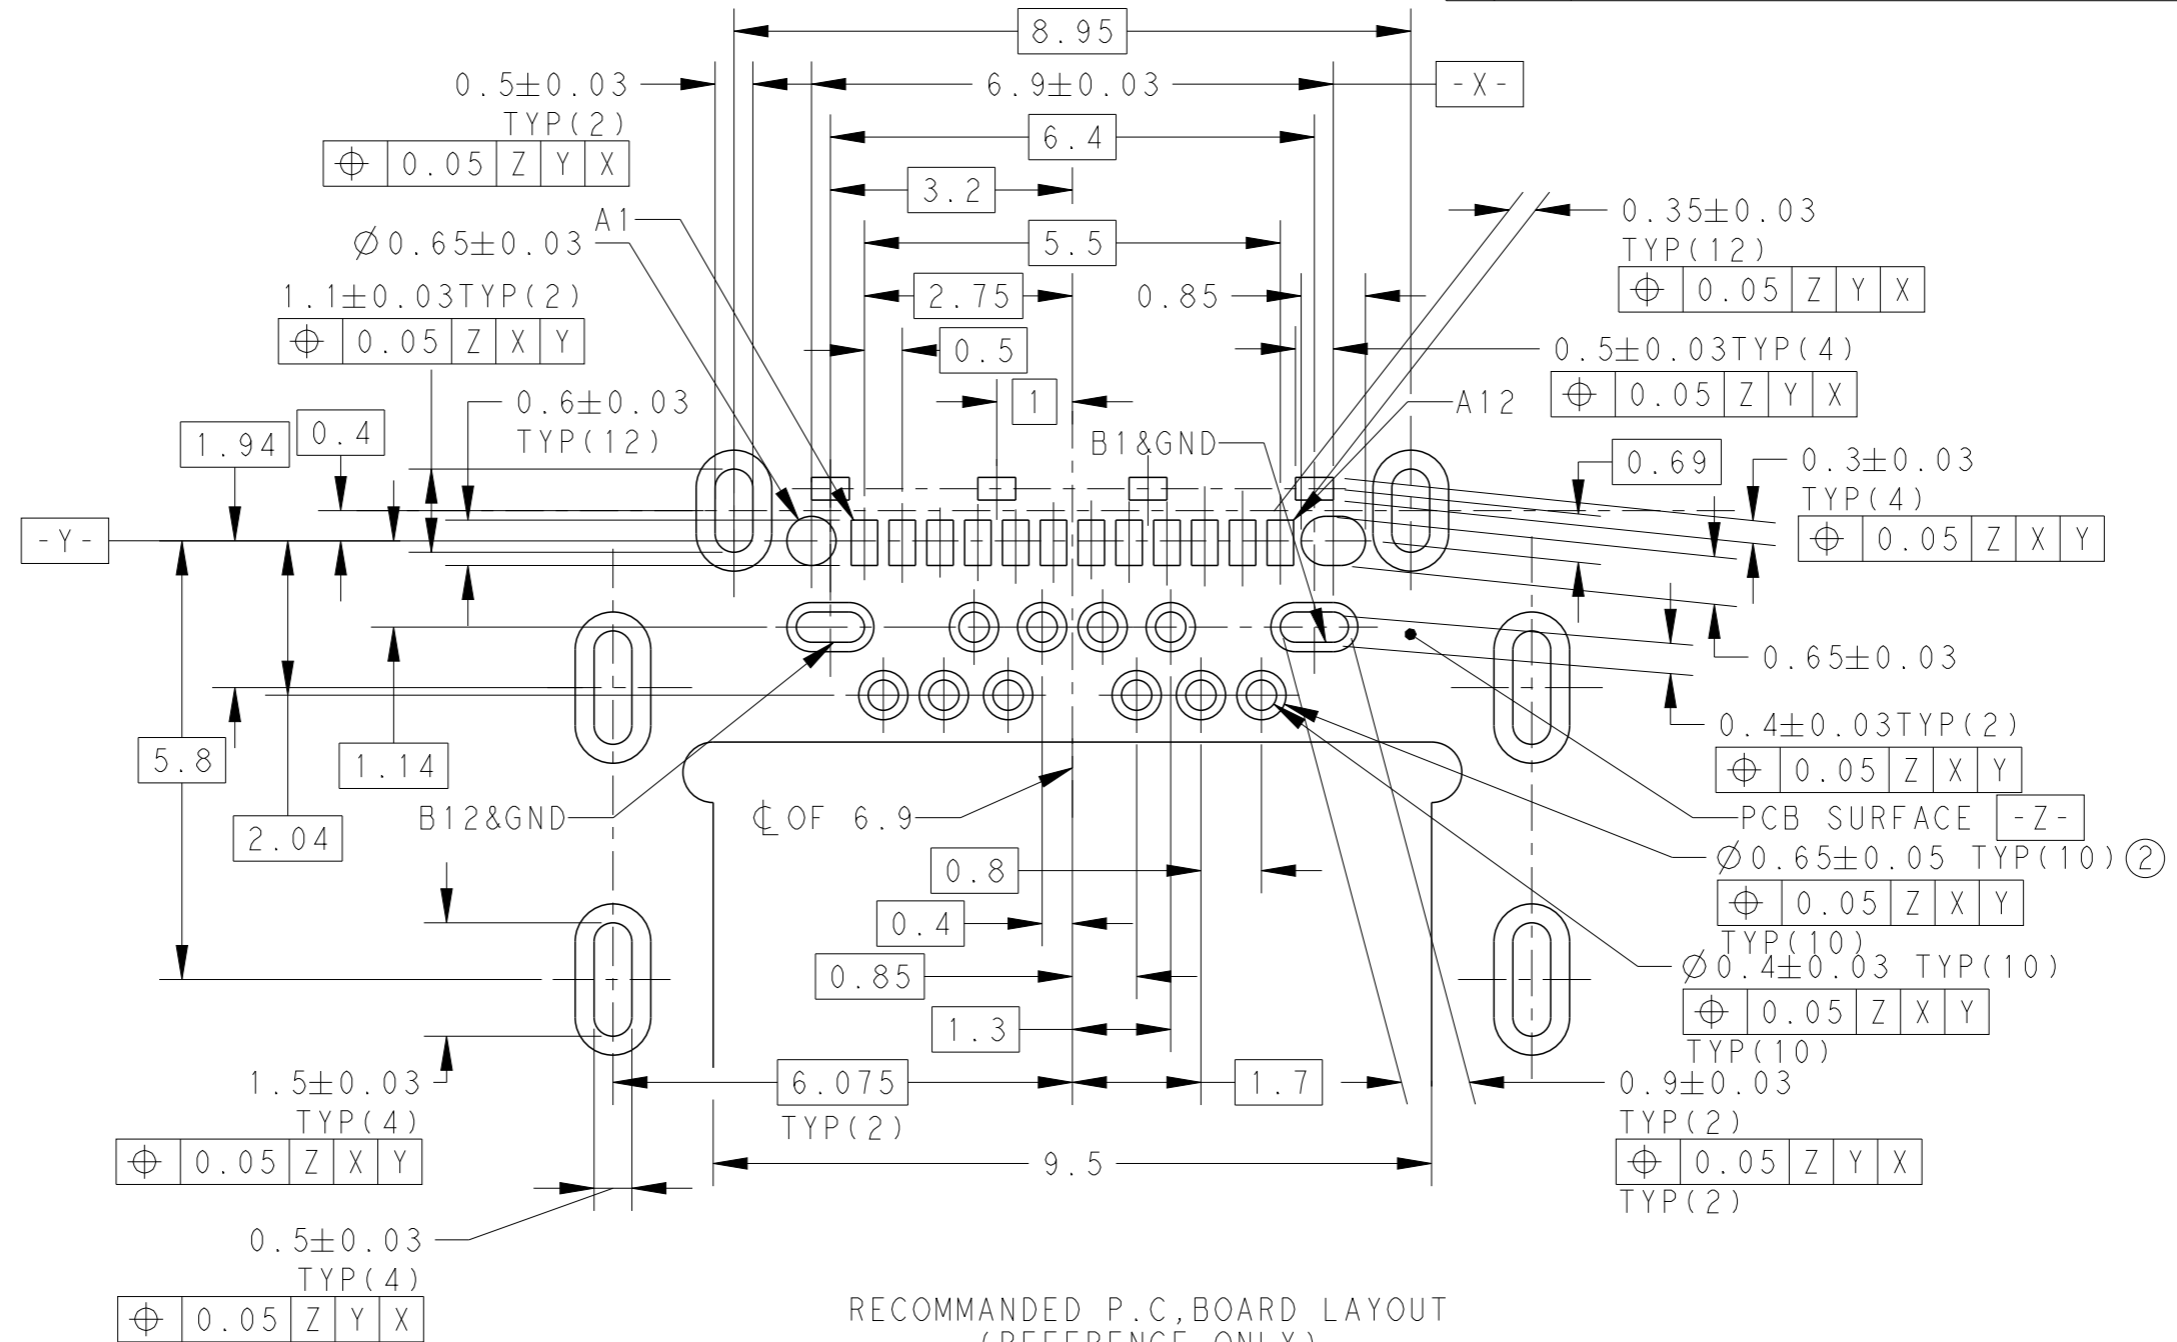 8.95
0.5±0.03
TYP(2)
⌖ 0.05 Z Y X
6.9±0.03
-X-
6.4
3.2
A1
Ø0.65±0.03
5.5
0.35±0.03
TYP(12)
⌖ 0.05 Z Y X
1.1±0.03TYP(2)
⌖ 0.05 Z X Y
2.75
0.85
0.5
0.5±0.03TYP(4)
⌖ 0.05 Z Y X
0.6±0.03
TYP(12)
1
A12
1.94
0.4
B1&GND
0.69
0.3±0.03
TYP(4)
⌖ 0.05 Z X Y
-Y-
0.65±0.03
0.4±0.03TYP(2)
⌖ 0.05 Z X Y
5.8
1.14
2.04
B12&GND
℄ OF 6.9
PCB SURFACE -Z-
Ø0.65±0.05 TYP(10)②
⌖ 0.05 Z X Y
TYP(10)
0.8
0.4
0.85
Ø0.4±0.03 TYP(10)
⌖ 0.05 Z X Y
TYP(10)
1.3
1.5±0.03
TYP(4)
⌖ 0.05 Z X Y
6.075
TYP(2)
1.7
0.9±0.03
TYP(2)
⌖ 0.05 Z Y X
TYP(2)
9.5
0.5±0.03
TYP(4)
⌖ 0.05 Z Y X
RECOMMANDED P.C,BOARD LAYOUT
(REFERENCE ONLY)